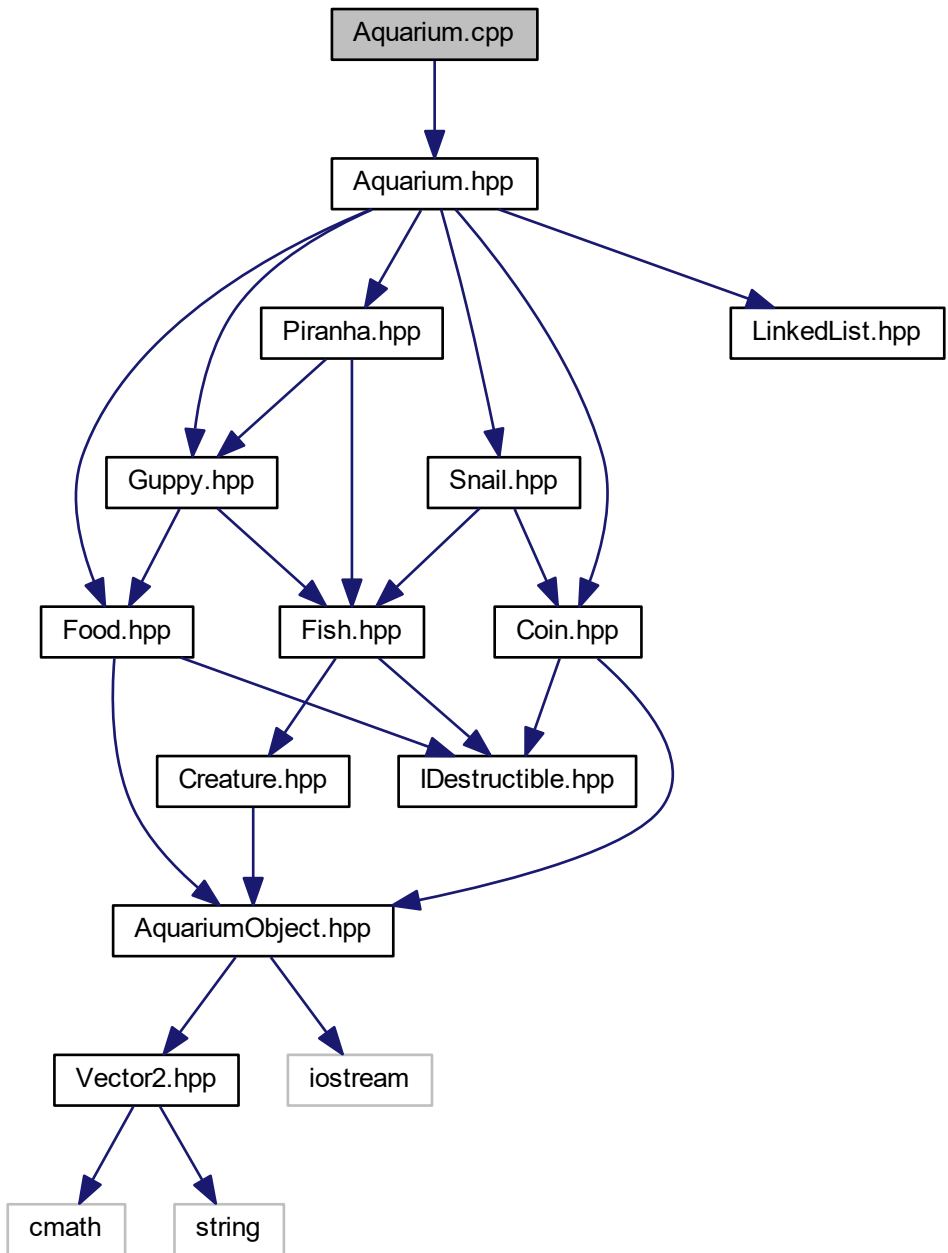 Aquarium.cpp
Aquarium.hpp
Piranha.hpp
LinkedList.hpp
Guppy.hpp
Snail.hpp
Food.hpp
Fish.hpp
Coin.hpp
Creature.hpp
IDestructible.hpp
AquariumObject.hpp
Vector2.hpp
iostream
cmath
string